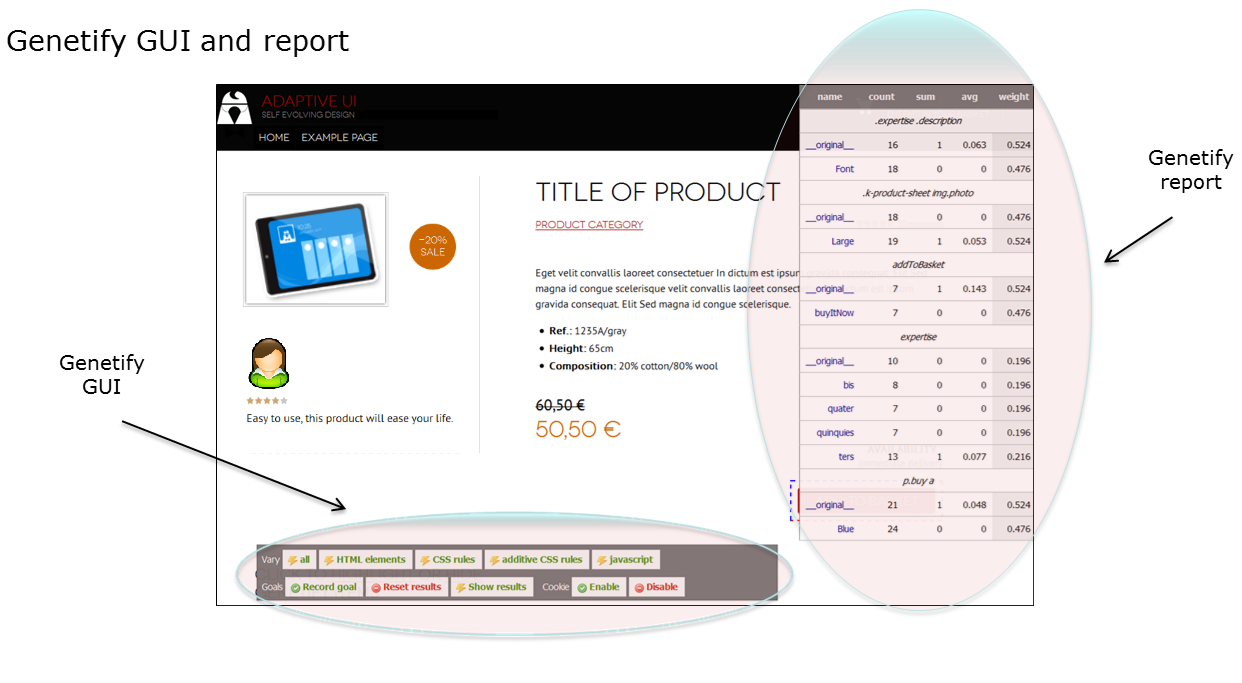 Genetify GUI and report
ADAPTIVE UI
SELF EVOLVING DESIGN
HOME EXAMPLE PAGE
-20%
SALE
TITLE OF PRODUCT
PRODUCT CATEGORY
Eget velit convallis laoreet consectetuer In dictum est ipsum
magna id congue scelerisque velit convallis laoreet consect
gravida consequat. Elit Sed magna id congue scelerisque.
• Ref.: 1235A/gray
• Height: 65cm
• Composition: 20% cotton/80% wool
60,50 €
50,50 €
Easy to use, this product will ease your life.
name count sum avg weight
.expertise .description
__original__ 16 1 0.063 0.524
Font 18 0 0 0.476
.k-product-sheet img.photo
__original__ 18 0 0 0.476
Large 19 1 0.053 0.524
addToBasket
__original__ 7 1 0.143 0.524
buyItNow 7 0 0 0.476
expertise
__original__ 10 0 0 0.196
bis 8 0 0 0.196
quater 7 0 0 0.196
quinquies 7 0 0 0.196
ters 13 1 0.077 0.216
p.buy a
__original__ 21 1 0.048 0.524
Blue 24 0 0 0.476
Genetify
report
Genetify
GUI
Vary all HTML elements CSS rules additive CSS rules javascript
Goals Record goal Reset results Show results Cookie Enable Disable